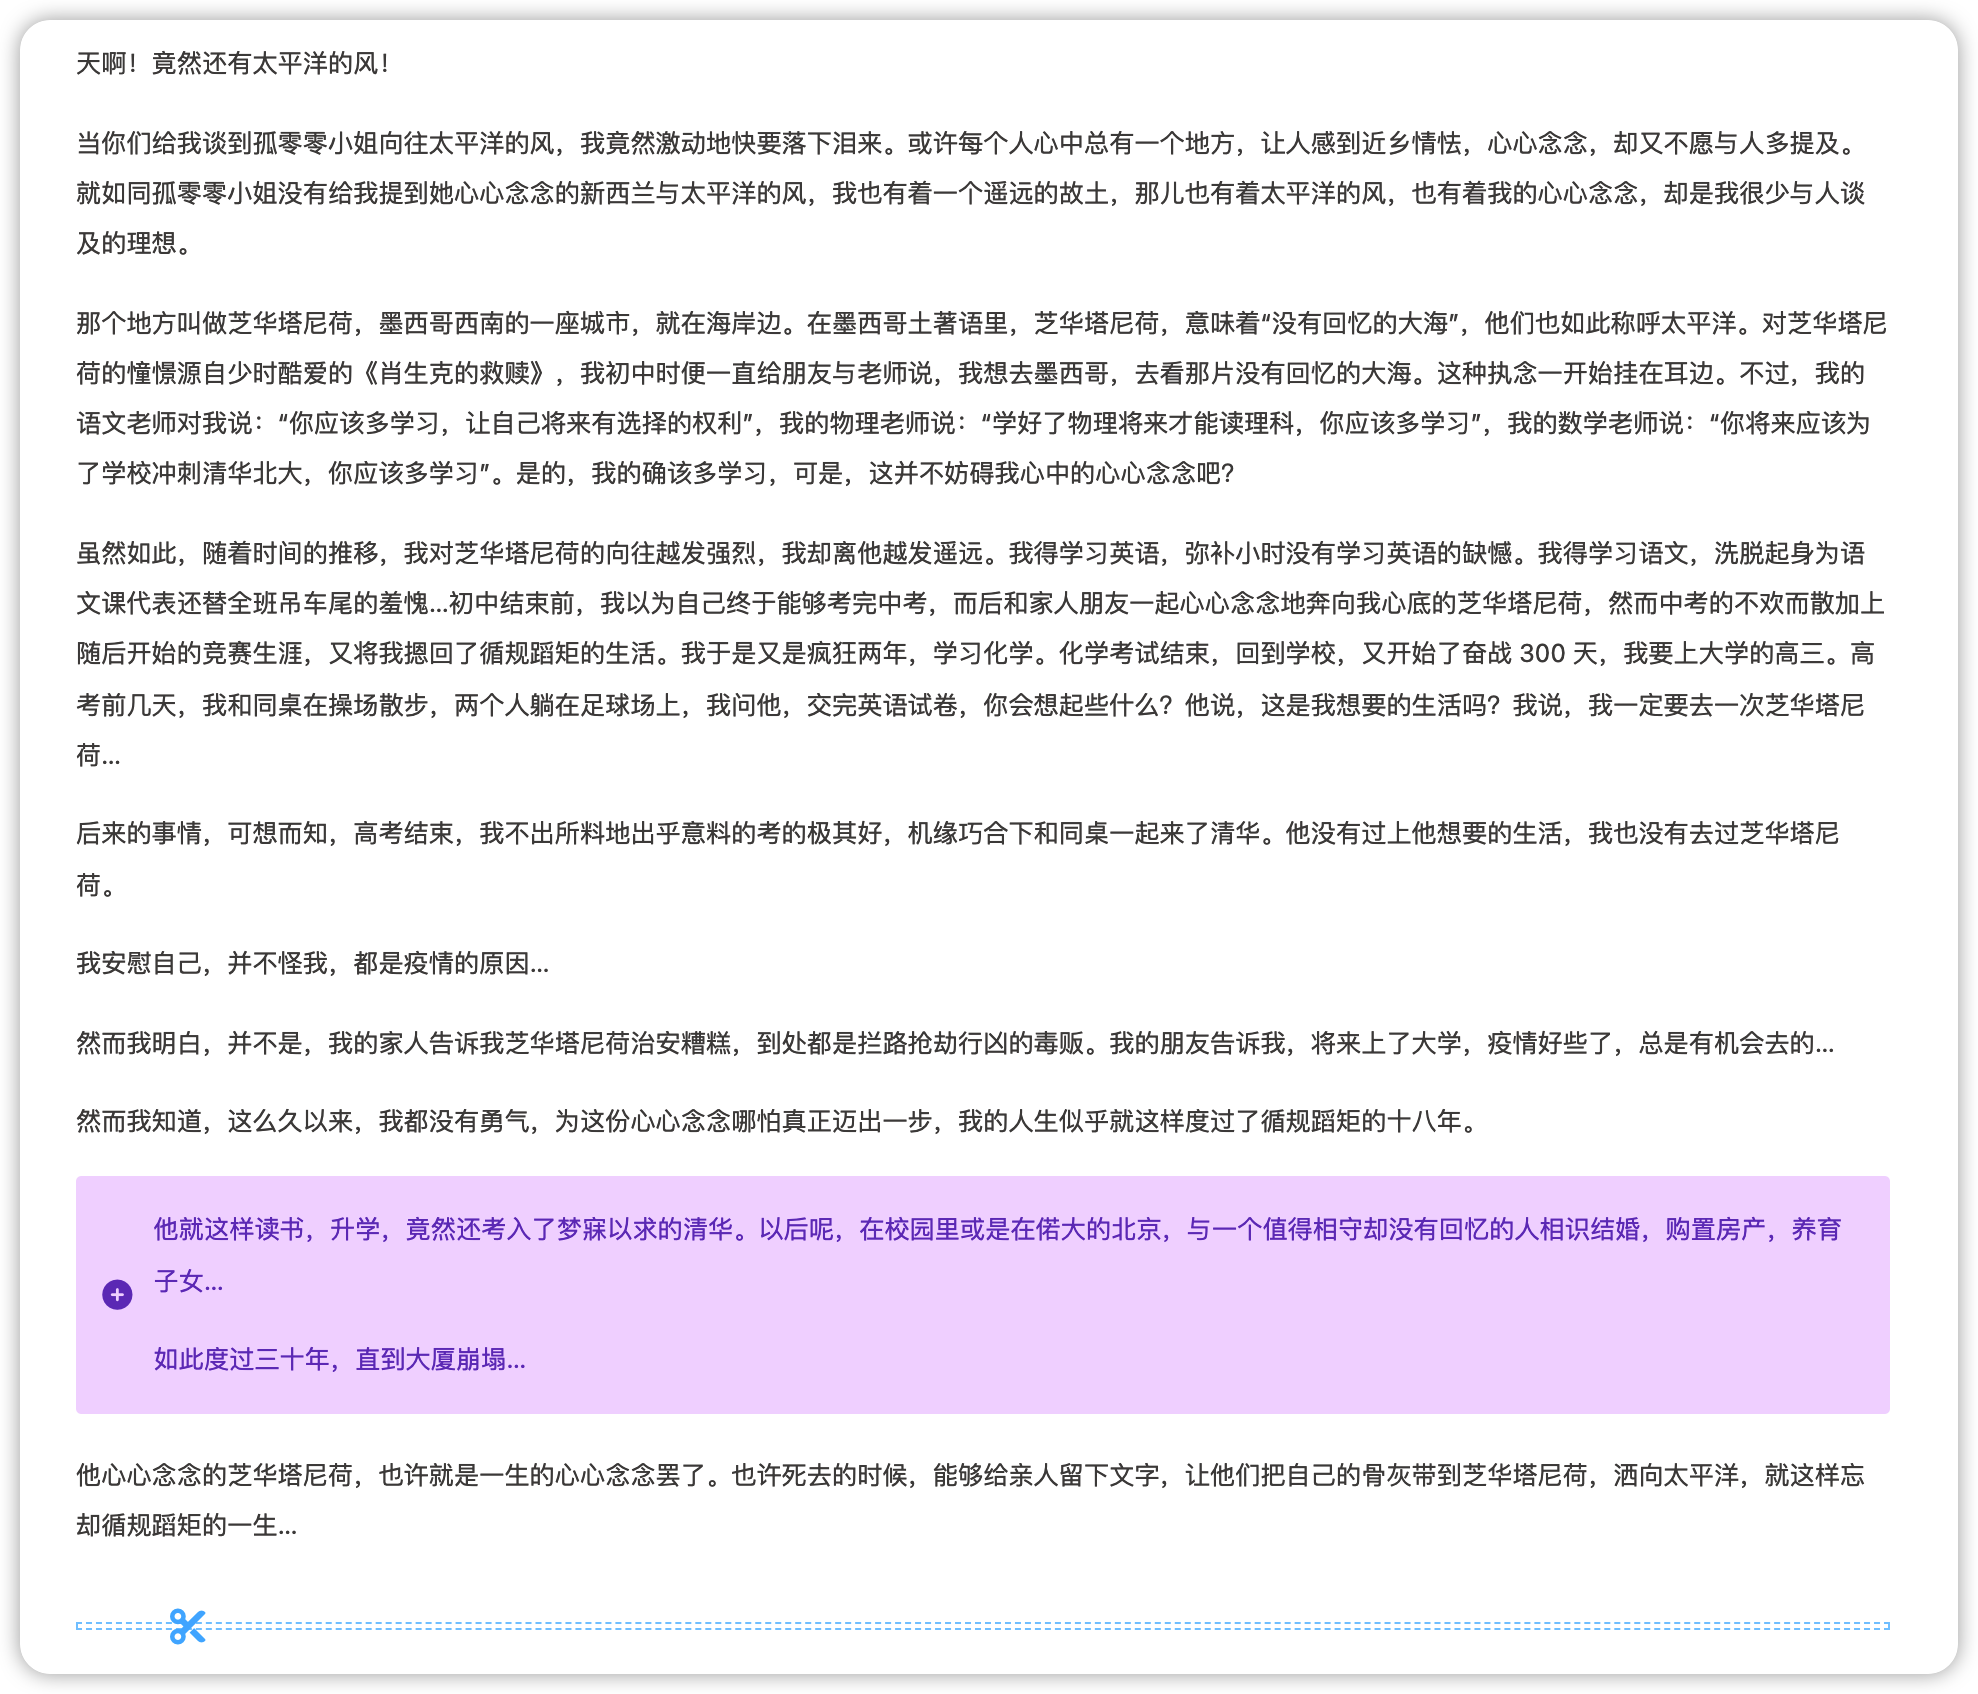 天啊！竟然还有太平洋的风！
当你们给我谈到孤零零小姐向往太平洋的风，我竟然激动地快要落下泪来。或许每个人心中总有一个地方，让人感到近乡情怯，心心念念，却又不愿与人多提及。
就如同孤零零小姐没有给我提到她心心念念的新西兰与太平洋的风，我也有着一个遥远的故土，那儿也有着太平洋的风，也有着我的心心念念，却是我很少与人谈
及的理想。
那个地方叫做芝华塔尼荷，墨西哥西南的一座城市，就在海岸边。在墨西哥土著语里，芝华塔尼荷，意味着“没有回忆的大海”，他们也如此称呼太平洋。对芝华塔尼
荷的憧憬源自少时酷爱的《肖生克的救赎》，我初中时便一直给朋友与老师说，我想去墨西哥，去看那片没有回忆的大海。这种执念一开始挂在耳边。不过，我的
语文老师对我说：“你应该多学习，让自己将来有选择的权利”，我的物理老师说：“学好了物理将来才能读理科，你应该多学习”，我的数学老师说：“你将来应该为
了学校冲刺清华北大，你应该多学习”。是的，我的确该多学习，可是，这并不妨碍我心中的心心念念吧？
虽然如此，随着时间的推移，我对芝华塔尼荷的向往越发强烈，我却离他越发遥远。我得学习英语，弥补小时没有学习英语的缺憾。我得学习语文，洗脱起身为语
文课代表还替全班吊车尾的羞愧...初中结束前，我以为自己终于能够考完中考，而后和家人朋友一起心心念念地奔向我心底的芝华塔尼荷，然而中考的不欢而散加上
随后开始的竞赛生涯，又将我摁回了循规蹈矩的生活。我于是又是疯狂两年，学习化学。化学考试结束，回到学校，又开始了奋战 300 天，我要上大学的高三。高
考前几天，我和同桌在操场散步，两个人躺在足球场上，我问他，交完英语试卷，你会想起些什么？他说，这是我想要的生活吗？我说，我一定要去一次芝华塔尼
荷...
后来的事情，可想而知，高考结束，我不出所料地出乎意料的考的极其好，机缘巧合下和同桌一起来了清华。他没有过上他想要的生活，我也没有去过芝华塔尼
荷。
我安慰自己，并不怪我，都是疫情的原因...
然而我明白，并不是，我的家人告诉我芝华塔尼荷治安糟糕，到处都是拦路抢劫行凶的毒贩。我的朋友告诉我，将来上了大学，疫情好些了，总是有机会去的...
然而我知道，这么久以来，我都没有勇气，为这份心心念念哪怕真正迈出一步，我的人生似乎就这样度过了循规蹈矩的十八年。
他就这样读书，升学，竟然还考入了梦寐以求的清华。以后呢，在校园里或是在偌大的北京，与一个值得相守却没有回忆的人相识结婚，购置房产，养育
子女...
如此度过三十年，直到大厦崩塌...
他心心念念的芝华塔尼荷，也许就是一生的心心念念罢了。也许死去的时候，能够给亲人留下文字，让他们把自己的骨灰带到芝华塔尼荷，洒向太平洋，就这样忘
却循规蹈矩的一生...